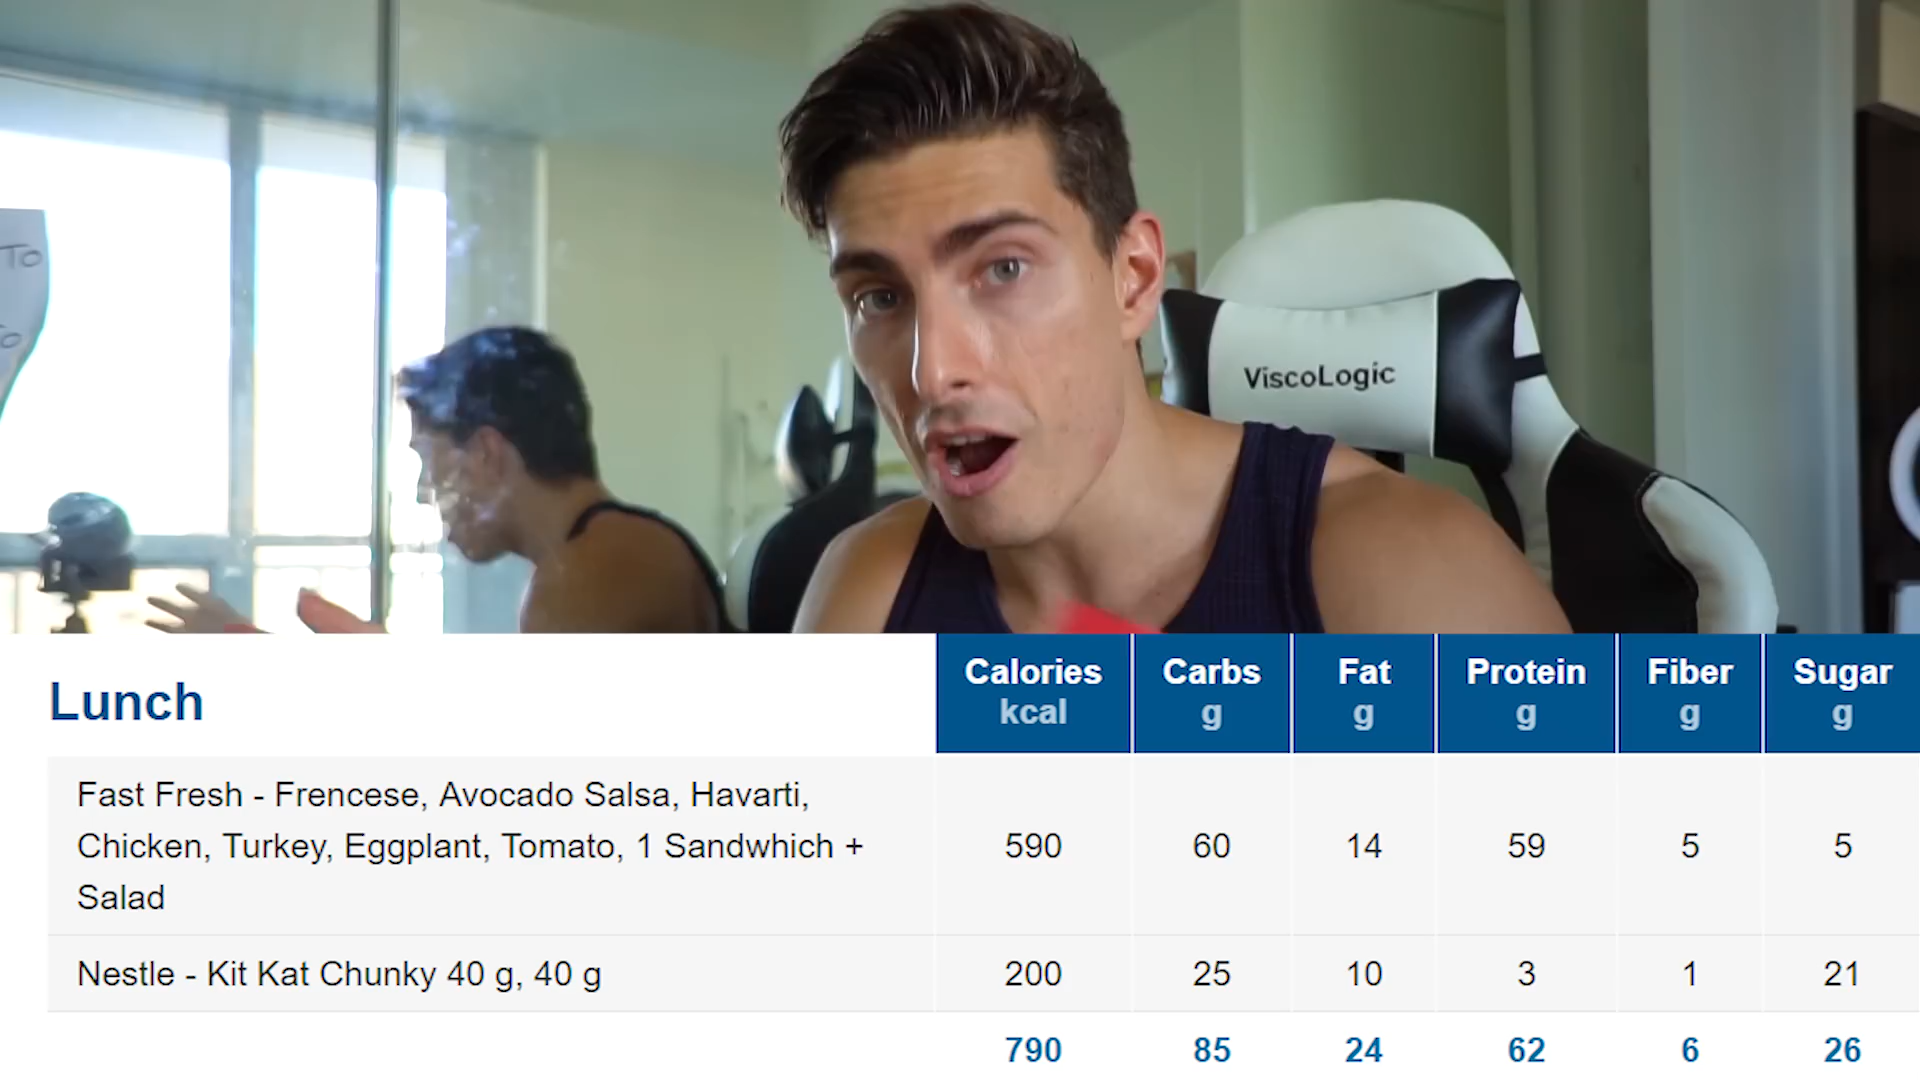 To
ViscoLogic
Lunch
Calories Carbs Fat Protein Fiber Sugar
kcal g g g g g
Fast Fresh - Frencese, Avocado Salsa, Havarti,
Chicken, Turkey, Eggplant, Tomato, 1 Sandwhich +
Salad
590 60 14 59 5 5
Nestle - Kit Kat Chunky 40 g, 40 g
200 25 10 3 1 21
790 85 24 62 6 26